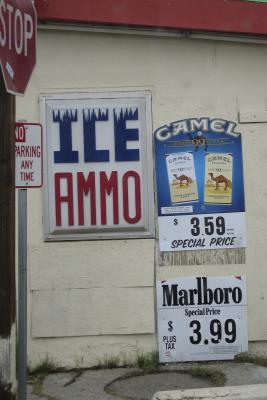 STOP
NO
PARKING
ANY
TIME
ICE
AMMO
CAMEL
99
$ 3.59
SPECIAL PRICE
Marlboro
Special Price
$ 3.99
PLUS
TAX